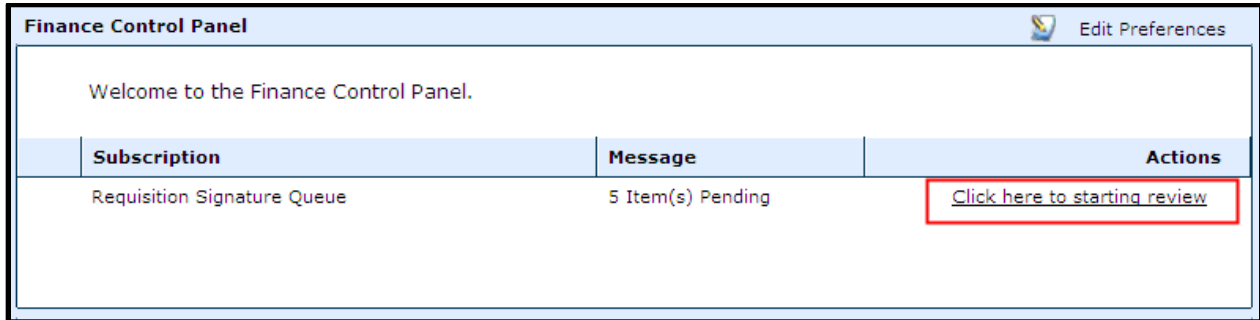 Finance Control Panel Edit Preferences
Welcome to the Finance Control Panel.
Subscription Message Actions
Requisition Signature Queue 5 Item(s) Pending Click here to starting review